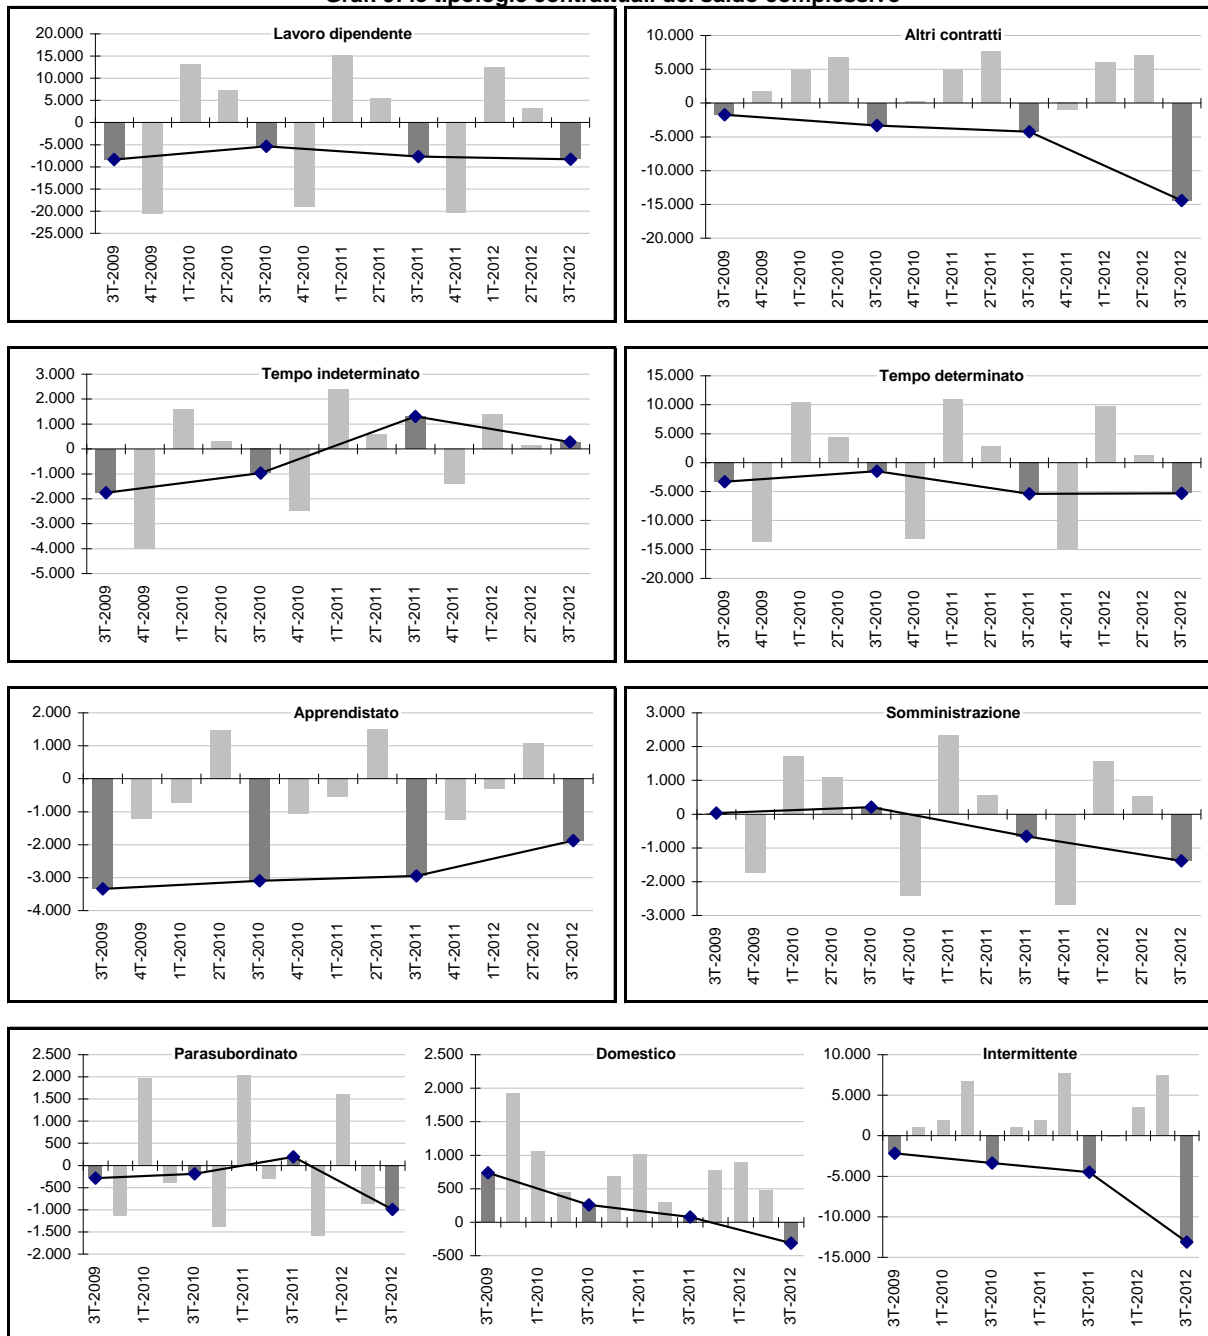 Graf. 9: le tipologie contrattuali del saldo complessivo
Lavoro dipendente
20.000
15.000
10.000
5.000
0
-5.000
-10.000
-15.000
-20.000
-25.000
3T-2009
4T-2009
1T-2010
2T-2010
3T-2010
4T-2010
1T-2011
2T-2011
3T-2011
4T-2011
1T-2012
2T-2012
3T-2012
Altri contratti
10.000
5.000
0
-5.000
-10.000
-15.000
-20.000
3T-2009
4T-2009
1T-2010
2T-2010
3T-2010
4T-2010
1T-2011
2T-2011
3T-2011
4T-2011
1T-2012
2T-2012
3T-2012
Tempo indeterminato
3.000
2.000
1.000
0
-1.000
-2.000
-3.000
-4.000
-5.000
3T-2009
4T-2009
1T-2010
2T-2010
3T-2010
4T-2010
1T-2011
2T-2011
3T-2011
4T-2011
1T-2012
2T-2012
3T-2012
Tempo determinato
15.000
10.000
5.000
0
-5.000
-10.000
-15.000
-20.000
3T-2009
4T-2009
1T-2010
2T-2010
3T-2010
4T-2010
1T-2011
2T-2011
3T-2011
4T-2011
1T-2012
2T-2012
3T-2012
Apprendistato
2.000
1.000
0
-1.000
-2.000
-3.000
-4.000
3T-2009
4T-2009
1T-2010
2T-2010
3T-2010
4T-2010
1T-2011
2T-2011
3T-2011
4T-2011
1T-2012
2T-2012
3T-2012
Somministrazione
3.000
2.000
1.000
0
-1.000
-2.000
-3.000
3T-2009
4T-2009
1T-2010
2T-2010
3T-2010
4T-2010
1T-2011
2T-2011
3T-2011
4T-2011
1T-2012
2T-2012
3T-2012
Parasubordinato
2.500
2.000
1.500
1.000
500
0
-500
-1.000
-1.500
-2.000
3T-2009
1T-2010
3T-2010
1T-2011
3T-2011
1T-2012
3T-2012
Domestico
2.500
2.000
1.500
1.000
500
0
-500
3T-2009
1T-2010
3T-2010
1T-2011
3T-2011
1T-2012
3T-2012
Intermittente
10.000
5.000
0
-5.000
-10.000
-15.000
3T-2009
1T-2010
3T-2010
1T-2011
3T-2011
1T-2012
3T-2012